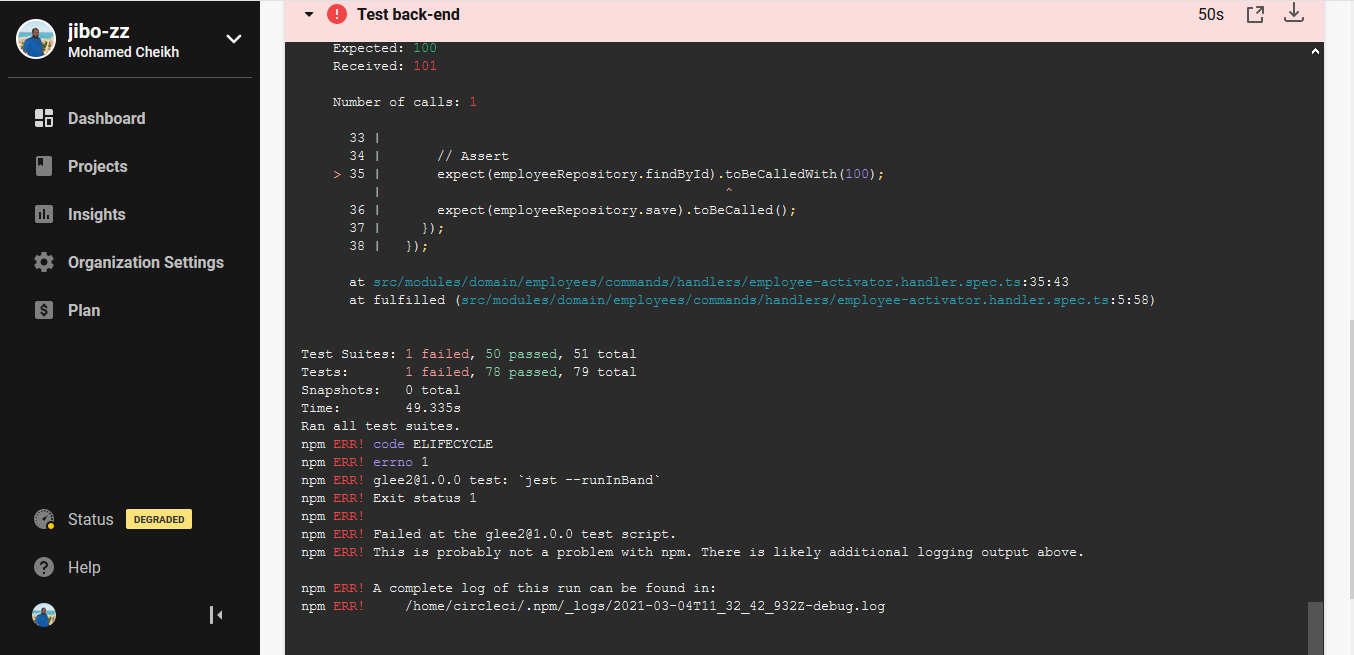 jibo-zz
Mohamed Cheikh
Dashboard
Projects
Insights
Organization Settings
Plan
Status DEGRADED
Help
! Test back-end 50s
Expected: 100
Received: 101
Number of calls: 1
33 |
34 | // Assert
> 35 | expect(employeeRepository.findById).toBeCalledWith(100);
| ^
36 | expect(employeeRepository.save).toBeCalled();
37 | });
38 | });
at src/modules/domain/employees/commands/handlers/employee-activator.handler.spec.ts:35:43
at fulfilled (src/modules/domain/employees/commands/handlers/employee-activator.handler.spec.ts:5:58)
Test Suites: 1 failed, 50 passed, 51 total
Tests: 1 failed, 78 passed, 79 total
Snapshots: 0 total
Time: 49.335s
Ran all test suites.
npm ERR! code ELIFECYCLE
npm ERR! errno 1
npm ERR! glee2@1.0.0 test: `jest --runInBand`
npm ERR! Exit status 1
npm ERR!
npm ERR! Failed at the glee2@1.0.0 test script.
npm ERR! This is probably not a problem with npm. There is likely additional logging output above.
npm ERR! A complete log of this run can be found in:
npm ERR! /home/circleci/.npm/_logs/2021-03-04T11_32_42_932Z-debug.log